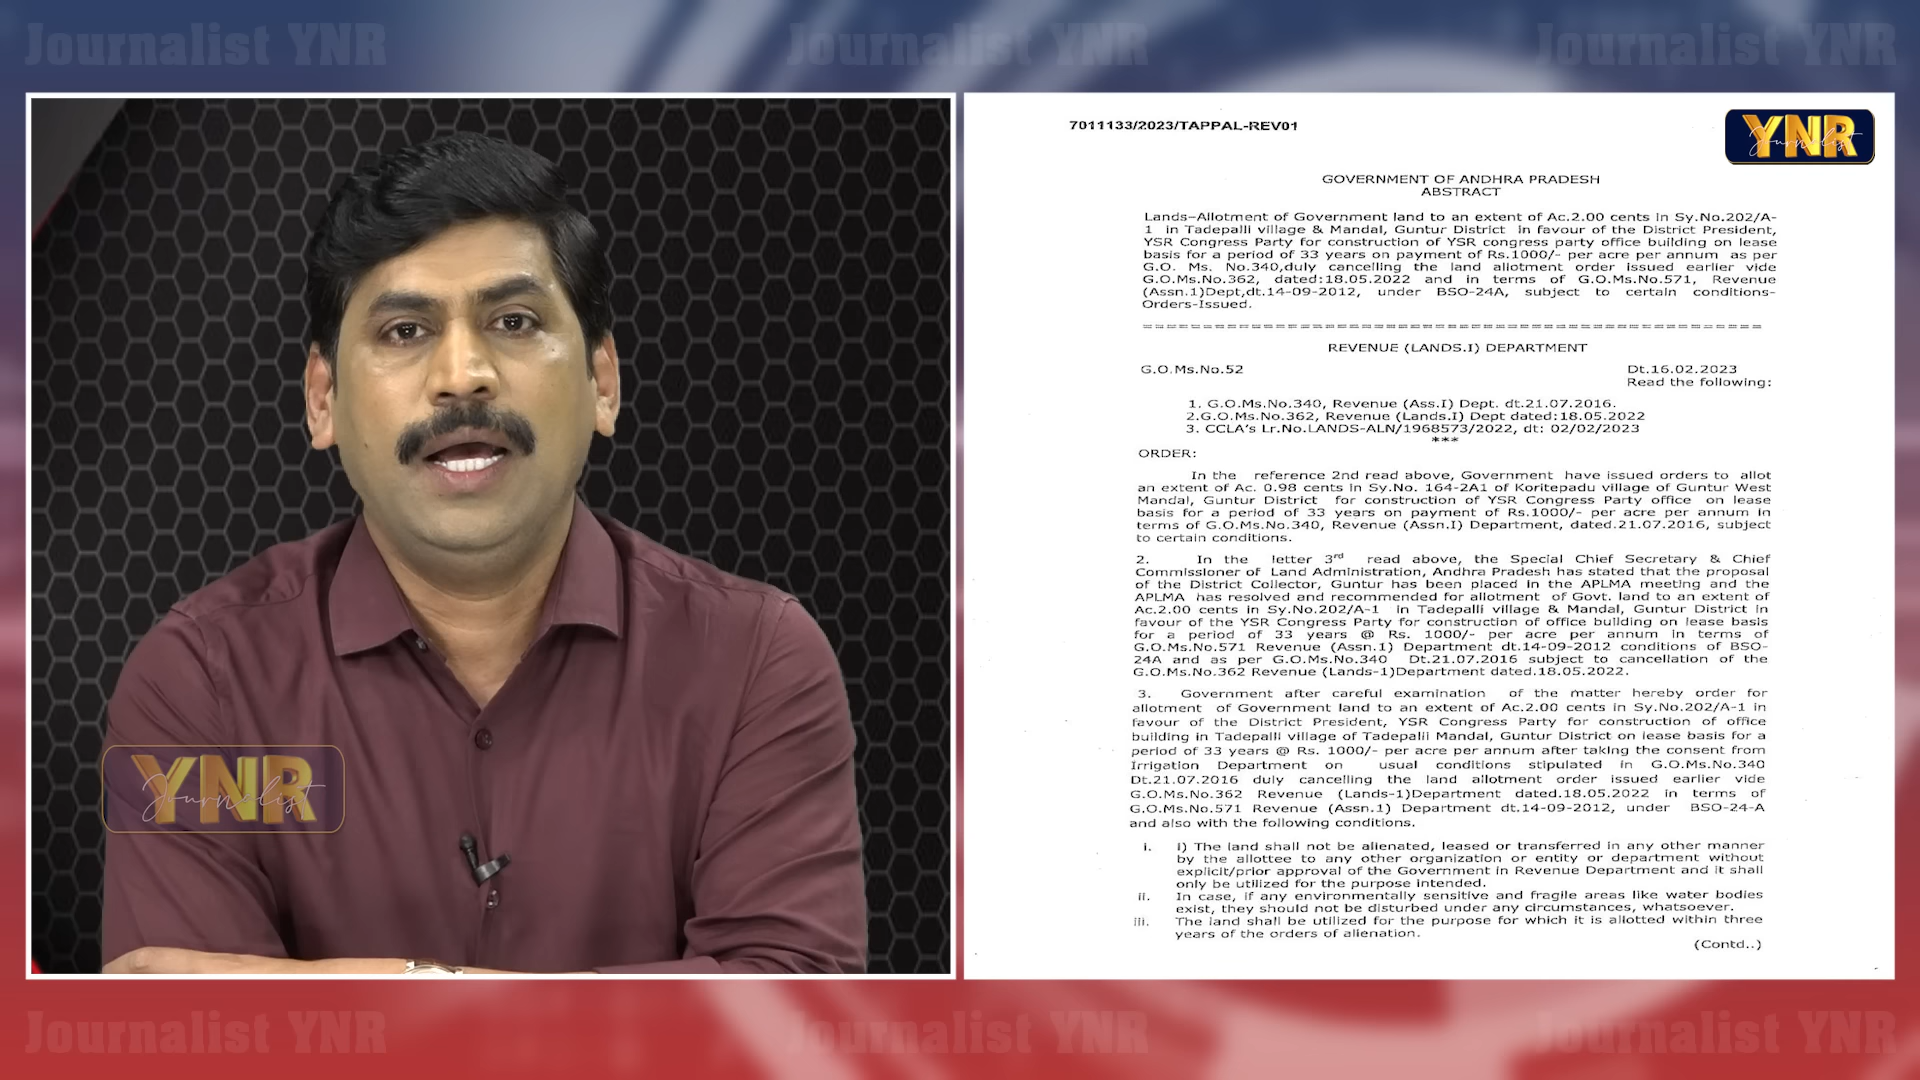 Journalist YNR
Journalist YNR
Journalist YNR
7011133/2023/TAPPAL-REV01
YNR
Journalist
GOVERNMENT OF ANDHRA PRADESH
ABSTRACT
Lands–Allotment of Government land to an extent of Ac.2.00 cents in Sy.No.202/A-
1 in Tadepalli village & Mandal, Guntur District in favour of the District President,
YSR Congress Party for construction of YSR congress party office building on lease
basis for a period of 33 years on payment of Rs.1000/- per acre per annum as per
G.O. Ms. No.340,duly cancelling the land allotment order issued earlier vide
G.O.Ms.No.362, dated:18.05.2022 and in terms of G.O.Ms.No.571, Revenue
(Assn.1)Dept,dt.14-09-2012, under BSO-24A, subject to certain conditions-
Orders-Issued.
REVENUE (LANDS.I) DEPARTMENT
G.O.Ms.No.52
Dt.16.02.2023
Read the following:
1. G.O.Ms.No.340, Revenue (Ass.I) Dept. dt.21.07.2016.
2.G.O.Ms.No.362, Revenue (Lands.I) Dept dated:18.05.2022
3. CCLA's Lr.No.LANDS-ALN/1968573/2022, dt: 02/02/2023
***
ORDER:
In the reference 2nd read above, Government have issued orders to allot
an extent of Ac. 0.98 cents in Sy.No. 164-2A1 of Koritepadu village of Guntur West
Mandal, Guntur District for construction of YSR Congress Party office on lease
basis for a period of 33 years on payment of Rs.1000/- per acre per annum in
terms of G.O.Ms.No.340, Revenue (Assn.I) Department, dated.21.07.2016, subject
to certain conditions.
2. In the letter 3rd read above, the Special Chief Secretary & Chief
Commissioner of Land Administration, Andhra Pradesh has stated that the proposal
of the District Collector, Guntur has been placed in the APLMA meeting and the
APLMA has resolved and recommended for allotment of Govt. land to an extent of
Ac.2.00 cents in Sy.No.202/A-1 in Tadepalli village & Mandal, Guntur District in
favour of the YSR Congress Party for construction of office building on lease basis
for a period of 33 years @ Rs. 1000/- per acre per annum in terms of
G.O.Ms.No.571 Revenue (Assn.1) Department dt.14-09-2012 conditions of BSO-
24A and as per G.O.Ms.No.340 Dt.21.07.2016 subject to cancellation of the
G.O.Ms.No.362 Revenue (Lands-1)Department dated.18.05.2022.
3. Government after careful examination of the matter hereby order for
allotment of Government land to an extent of Ac.2.00 cents in Sy.No.202/A-1 in
favour of the District President, YSR Congress Party for construction of office
building in Tadepalli village of Tadepalli Mandal, Guntur District on lease basis for a
period of 33 years @ Rs. 1000/- per acre per annum after taking the consent from
Irrigation Department on usual conditions stipulated in G.O.Ms.No.340
Dt.21.07.2016 duly cancelling the land allotment order issued earlier vide
G.O.Ms.No.362 Revenue (Lands-1)Department dated.18.05.2022 in terms of
G.O.Ms.No.571 Revenue (Assn.1) Department dt.14-09-2012, under BSO-24-A
and also with the following conditions.
i. i) The land shall not be alienated, leased or transferred in any other manner
by the allottee to any other organization or entity or department without
explicit/prior approval of the Government in Revenue Department and it shall
only be utilized for the purpose intended.
ii. In case, if any environmentally sensitive and fragile areas like water bodies
exist, they should not be disturbed under any circumstances, whatsoever.
iii. The land shall be utilized for the purpose for which it is allotted within three
years of the orders of alienation.
(Contd..)
YNR
Journalist
Journalist YNR
Journalist YNR
Journalist YNR